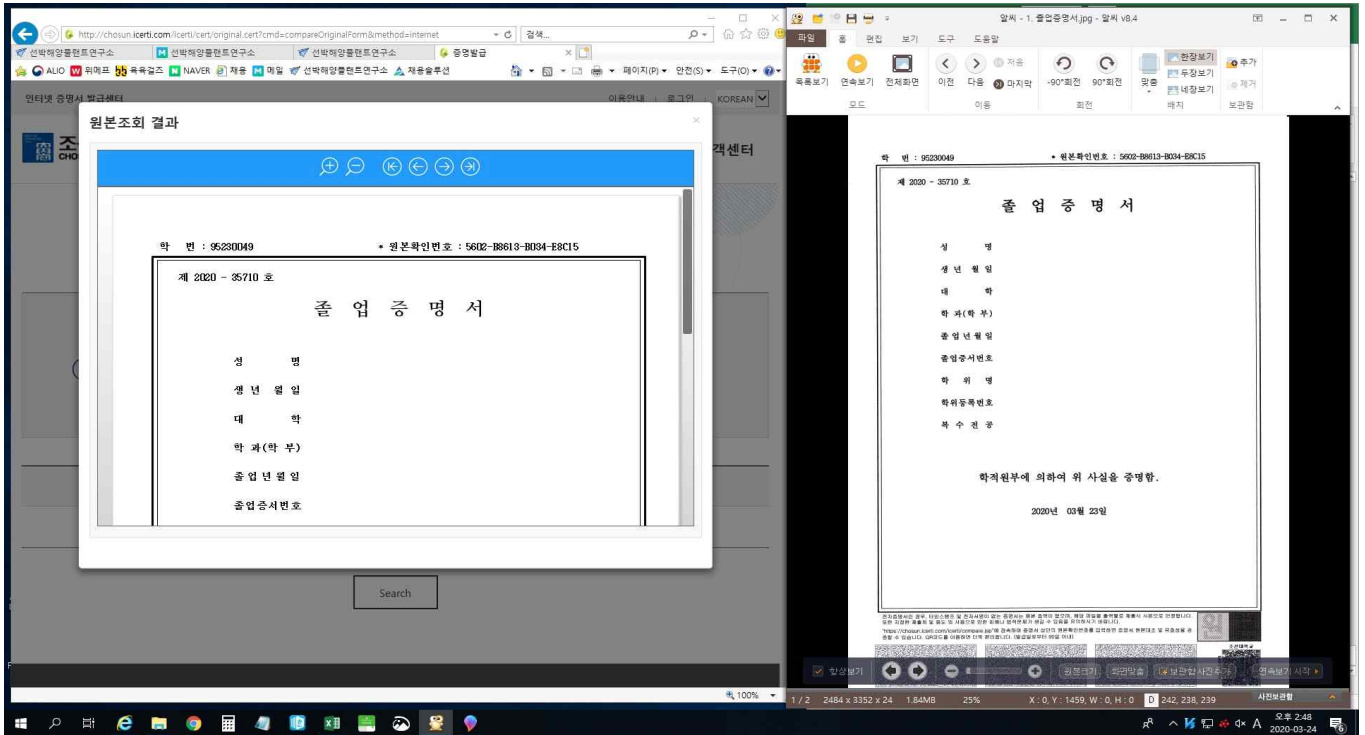 http://chosun.icerti.com/icerti/cert/original.cert?cmd=compareOriginalForm&method=internet
검색...
선박해양플랜트연구소
선박해양플랜트연구소
선박해양플랜트연구소
증명발급
ALIO
위메프
육육걸즈
NAVER
채용
메일
선박해양플랜트연구소
채용솔루션
페이지(P)
안전(S)
도구(O)
인터넷 증명서 발급센터
이용안내
로그인
KOREAN
CHO
객센터
원본조회 결과
학 번 : 95230049
* 원본확인번호 : 5602-B8613-B034-E8C15
제 2020 - 35710 호
졸 업 증 명 서
성 명
생 년 월 일
대 학
학 과(학 부)
졸 업 년 월 일
졸업증서번호
Search
100%
알씨 - 1. 졸업증명서.jpg - 알씨 v8.4
파일 홈 편집 보기 도구 도움말
목록보기 연속보기 전체화면
이전 다음 처음 마지막
-90°회전 90°회전
맞춤
한장보기
두장보기
네장보기
추가
제거
모드 이동 회전 배치 보관함
학 번 : 95230049
* 원본확인번호 : 5602-B8613-B034-E8C15
제 2020 - 35710 호
졸 업 증 명 서
성 명
생 년 월 일
대 학
학 과(학 부)
졸 업 년 월 일
졸업증서번호
학 위 명
학위등록번호
복 수 전 공
학적원부에 의하여 위 사실을 증명함.
2020년 03월 23일
조선대학교
항상보기
원본크기
화면맞춤
보관함사진추가
연속보기 시작
1 / 2 2484 x 3352 x 24 1.84MB 25% X : 0, Y : 1459, W : 0, H : 0 D 242, 238, 239
사진보관함
A
오후 2:48
2020-03-24